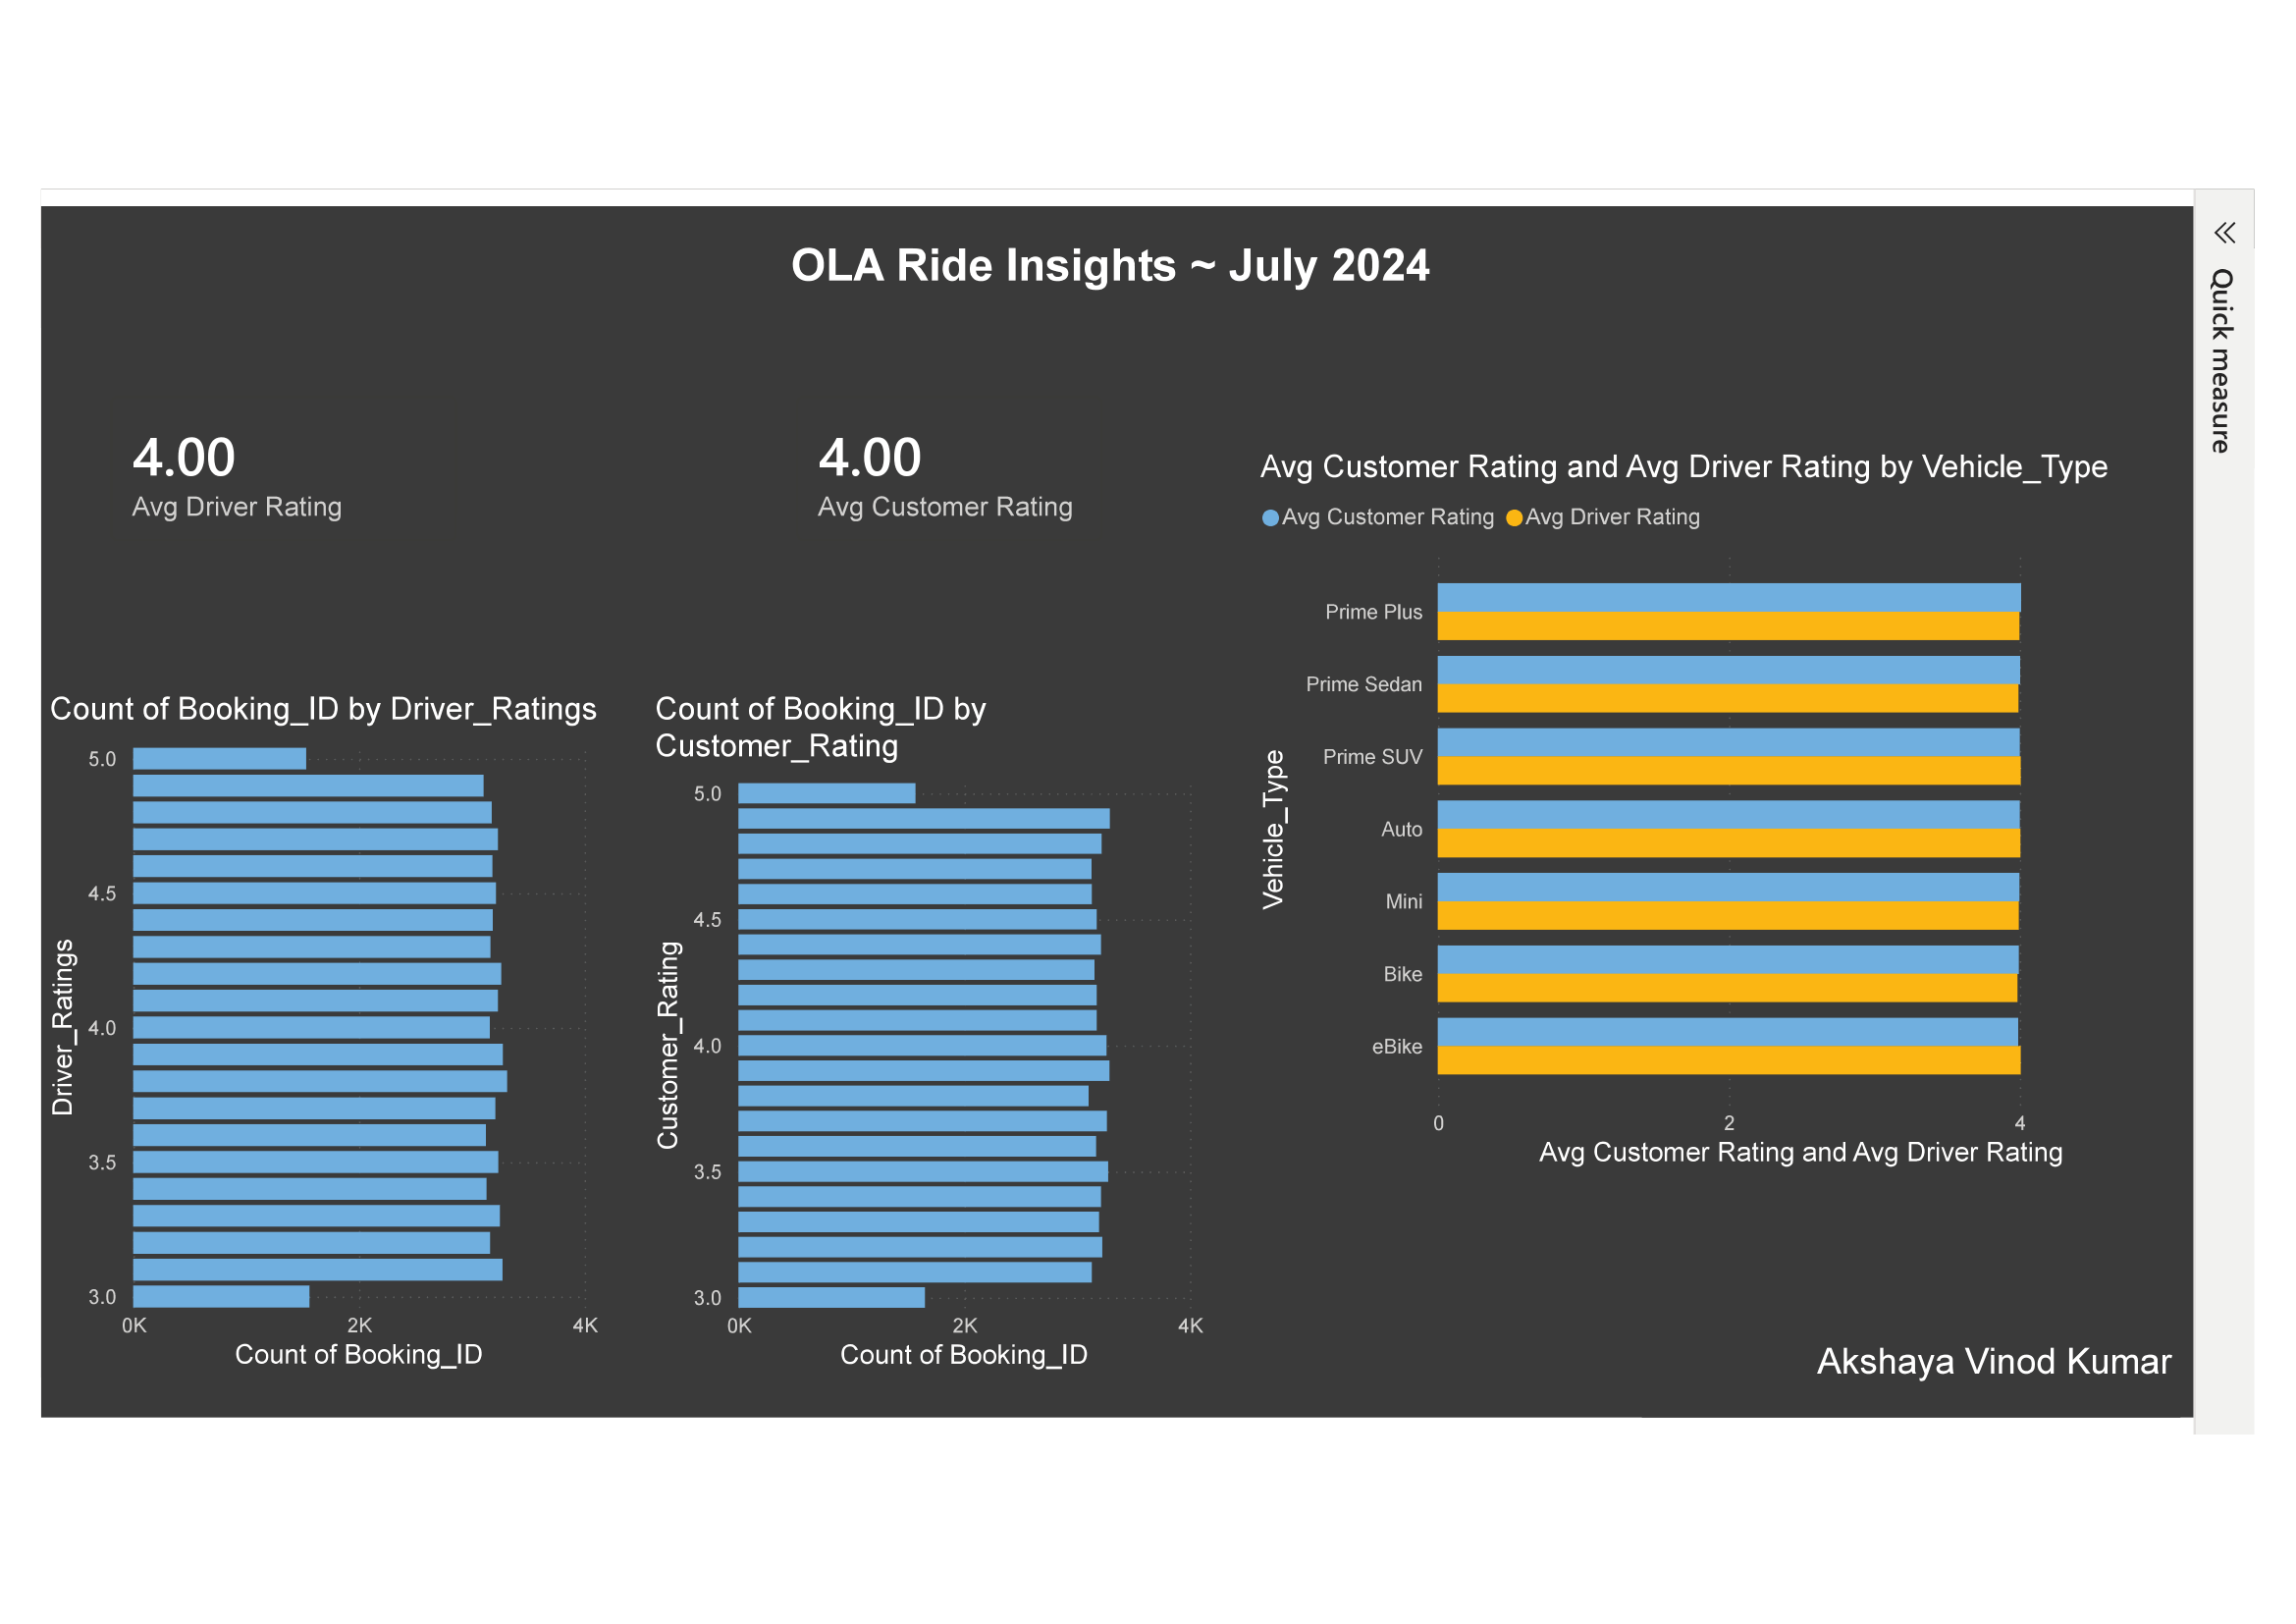 OLA Ride Insights ~ July 2024
Quick measure
4.00
Avg Driver Rating
4.00
Avg Customer Rating
Count of Booking_ID by Driver_Ratings
Driver_Ratings
5.0
4.5
4.0
3.5
3.0
0K 2K 4K
Count of Booking_ID
Count of Booking_ID by
Customer_Rating
Customer_Rating
5.0
4.5
4.0
3.5
3.0
0K 2K 4K
Count of Booking_ID
Avg Customer Rating and Avg Driver Rating by Vehicle_Type
Avg Customer Rating Avg Driver Rating
Vehicle_Type
Prime Plus
Prime Sedan
Prime SUV
Auto
Mini
Bike
eBike
0 2 4
Avg Customer Rating and Avg Driver Rating
Akshaya Vinod Kumar